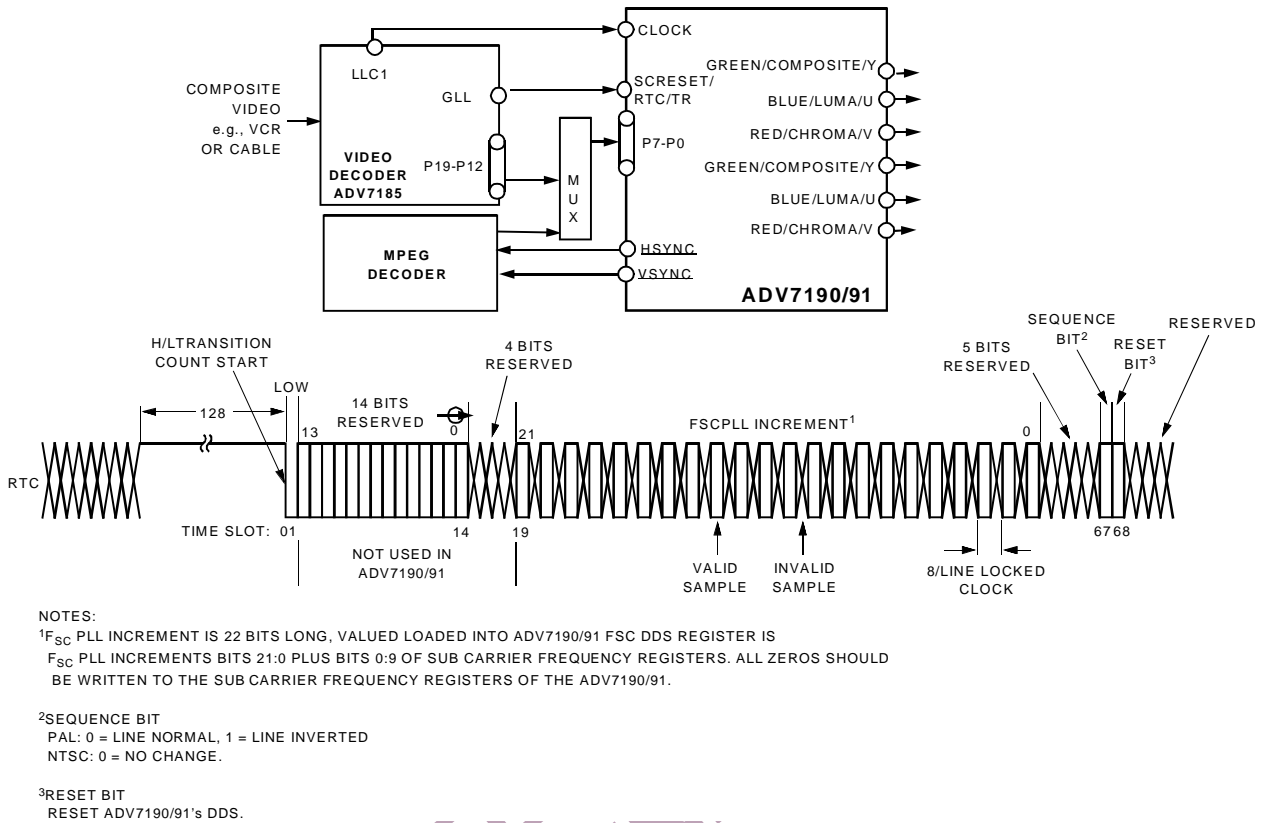 CLOCK
LLC1
GREEN/COMPOSITE/Y
COMPOSITE
VIDEO
e.g., VCR
OR CABLE
GLL
SCRESET/
RTC/TR
BLUE/LUMA/U
RED/CHROMA/V
VIDEO
DECODER
ADV7185
P19-P12
MUX
P7-P0
GREEN/COMPOSITE/Y
BLUE/LUMA/U
RED/CHROMA/V
MPEG
DECODER
HSYNC
VSYNC
ADV7190/91
H/LTRANSITION
COUNT START
4 BITS
RESERVED
SEQUENCE
BIT2
RESERVED
5 BITS
RESERVED
RESET
BIT3
LOW
128
14 BITS
RESERVED
13
0
21
FSCPLL INCREMENT1
0
RTC
TIME SLOT: 01
14
19
67 68
NOT USED IN
ADV7190/91
VALID
SAMPLE
INVALID
SAMPLE
8/LINE LOCKED
CLOCK
NOTES:
1FSC PLL INCREMENT IS 22 BITS LONG, VALUED LOADED INTO ADV7190/91 FSC DDS REGISTER IS
FSC PLL INCREMENTS BITS 21:0 PLUS BITS 0:9 OF SUB CARRIER FREQUENCY REGISTERS. ALL ZEROS SHOULD
BE WRITTEN TO THE SUB CARRIER FREQUENCY REGISTERS OF THE ADV7190/91.
2SEQUENCE BIT
PAL: 0 = LINE NORMAL, 1 = LINE INVERTED
NTSC: 0 = NO CHANGE.
3RESET BIT
RESET ADV7190/91's DDS.